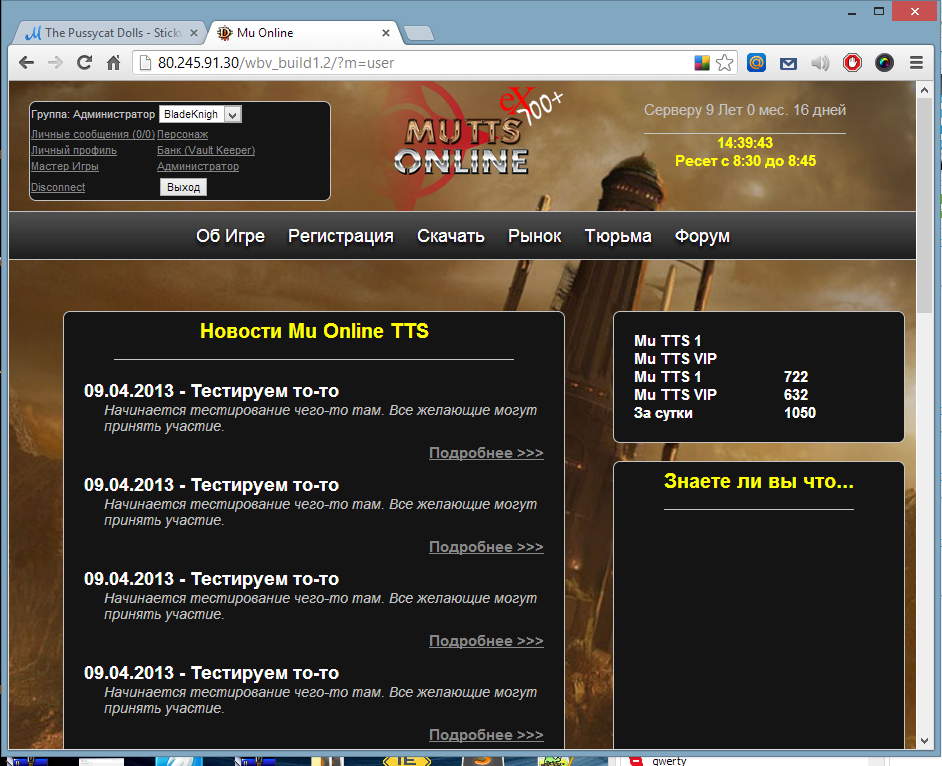 The Pussycat Dolls - Stick
Mu Online
80.245.91.30/wbv_build1.2/?m=user
Группа: Администратор BladeKnigh
Личные сообщения (0/0) Персонаж
Личный профиль Банк (Vault Keeper)
Мастер Игры Администратор
Disconnect Выход
MUTTS eX 700+
ONLINE
Серверу 9 Лет 0 мес. 16 дней
14:39:43
Ресет с 8:30 до 8:45
Об Игре Регистрация Скачать Рынок Тюрьма Форум
Новости Mu Online TTS
09.04.2013 - Тестируем то-то
Начинается тестирование чего-то там. Все желающие могут
принять участие.
Подробнее >>>
09.04.2013 - Тестируем то-то
Начинается тестирование чего-то там. Все желающие могут
принять участие.
Подробнее >>>
09.04.2013 - Тестируем то-то
Начинается тестирование чего-то там. Все желающие могут
принять участие.
Подробнее >>>
09.04.2013 - Тестируем то-то
Начинается тестирование чего-то там. Все желающие могут
принять участие.
Подробнее >>>
Mu TTS 1
Mu TTS VIP
Mu TTS 1 722
Mu TTS VIP 632
За сутки 1050
Знаете ли вы что...
qwerty